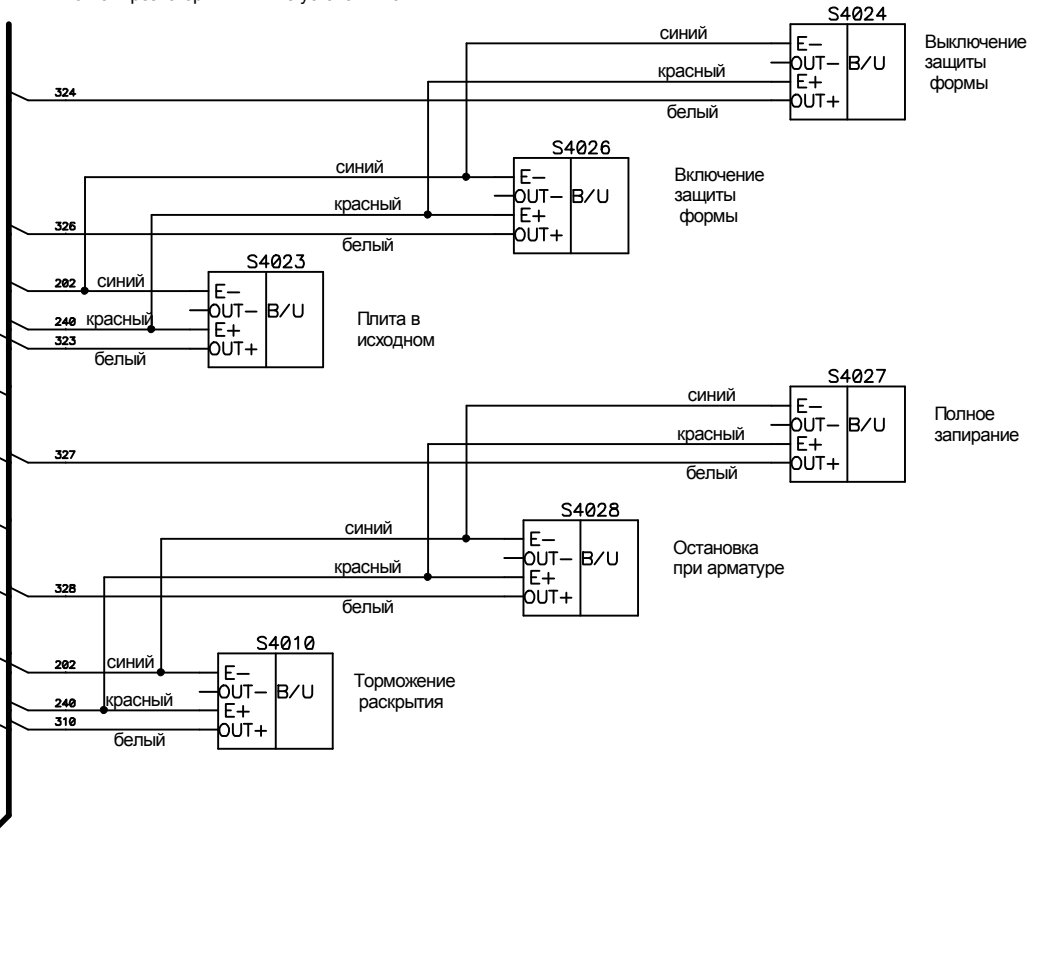 S4024
синий
E–
Выключение
OUT– B/U
защиты
красный
E+
формы
324
OUT+
белый
S4026
синий
E–
Включение
OUT– B/U
защиты
красный
E+
формы
326
OUT+
белый
S4023
202 синий
E–
OUT– B/U
Плита в
240 красный
E+
исходном
323
OUT+
белый
S4027
синий
E–
Полное
OUT– B/U
запирание
красный
E+
327
OUT+
белый
S4028
синий
E–
Остановка
OUT– B/U
при арматуре
красный
E+
328
OUT+
белый
S4010
202 синий
E–
Торможение
OUT– B/U
раскрытия
240 красный
E+
310
OUT+
белый